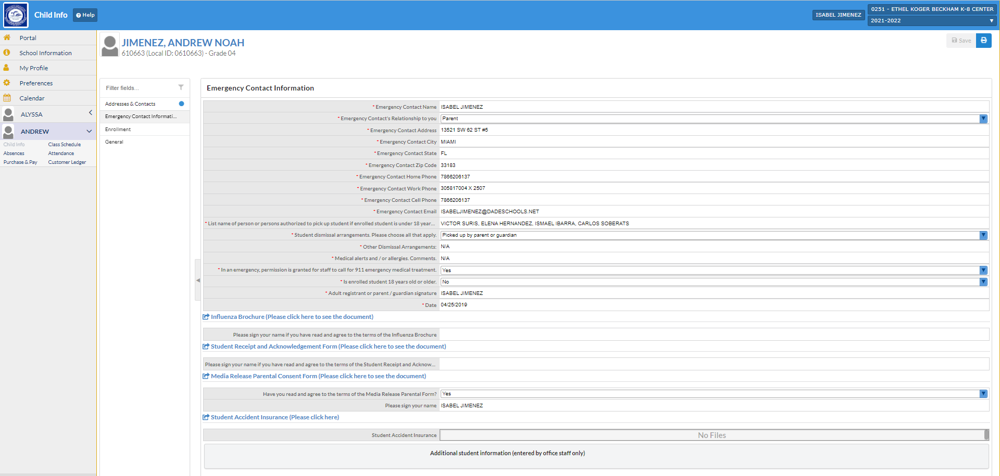 Child Info
Help
ISABEL JIMENEZ
0251 - ETHEL KOGER BECKHAM K-8 CENTER
2021-2022
Portal
School Information
My Profile
Preferences
Calendar
ALYSSA
ANDREW
Child Info Class Schedule
Absences Attendance
Purchase & Pay Customer Ledger
JIMENEZ, ANDREW NOAH
610663 (Local ID: 0610663) - Grade 04
Save
Filter fields...
Addresses & Contacts
Emergency Contact Informati...
Enrollment
General
Emergency Contact Information
* Emergency Contact Name ISABEL JIMENEZ
* Emergency Contact's Relationship to you Parent
* Emergency Contact Address 13521 SW 62 ST #5
* Emergency Contact City MIAMI
* Emergency Contact State FL
* Emergency Contact Zip Code 33183
* Emergency Contact Home Phone 7866206137
* Emergency Contact Work Phone 305817004 X 2507
* Emergency Contact Cell Phone 7866206137
* Emergency Contact Email ISABELJIMENEZ@DADESCHOOLS.NET
* List name of person or persons authorized to pick up student if enrolled student is under 18 year... VICTOR SURIS, ELENA HERNANDEZ, ISMAEL IBARRA, CARLOS SOBERATS
* Student dismissal arrangements. Please choose all that apply. Picked up by parent or guardian
* Other Dismissal Arrangements: N/A
* Medical alerts and / or allergies. Comments. N/A
* In an emergency, permission is granted for staff to call for 911 emergency medical treatment. Yes
* Is enrolled student 18 years old or older. No
* Adult registrant or parent / guardian signature ISABEL JIMENEZ
* Date 04/25/2019
Influenza Brochure (Please click here to see the document)
Please sign your name if you have read and agree to the terms of the Influenza Brochure
Student Receipt and Acknowledgement Form (Please click here to see the document)
Please sign your name if you have read and agree to the terms of the Student Receipt and Acknow...
Media Release Parental Consent Form (Please click here to see the document)
Have you read and agree to the terms of the Media Release Parental Form? Yes
Please sign your name ISABEL JIMENEZ
Student Accident Insurance (Please click here)
Student Accident Insurance No Files
Additional student information (entered by office staff only)